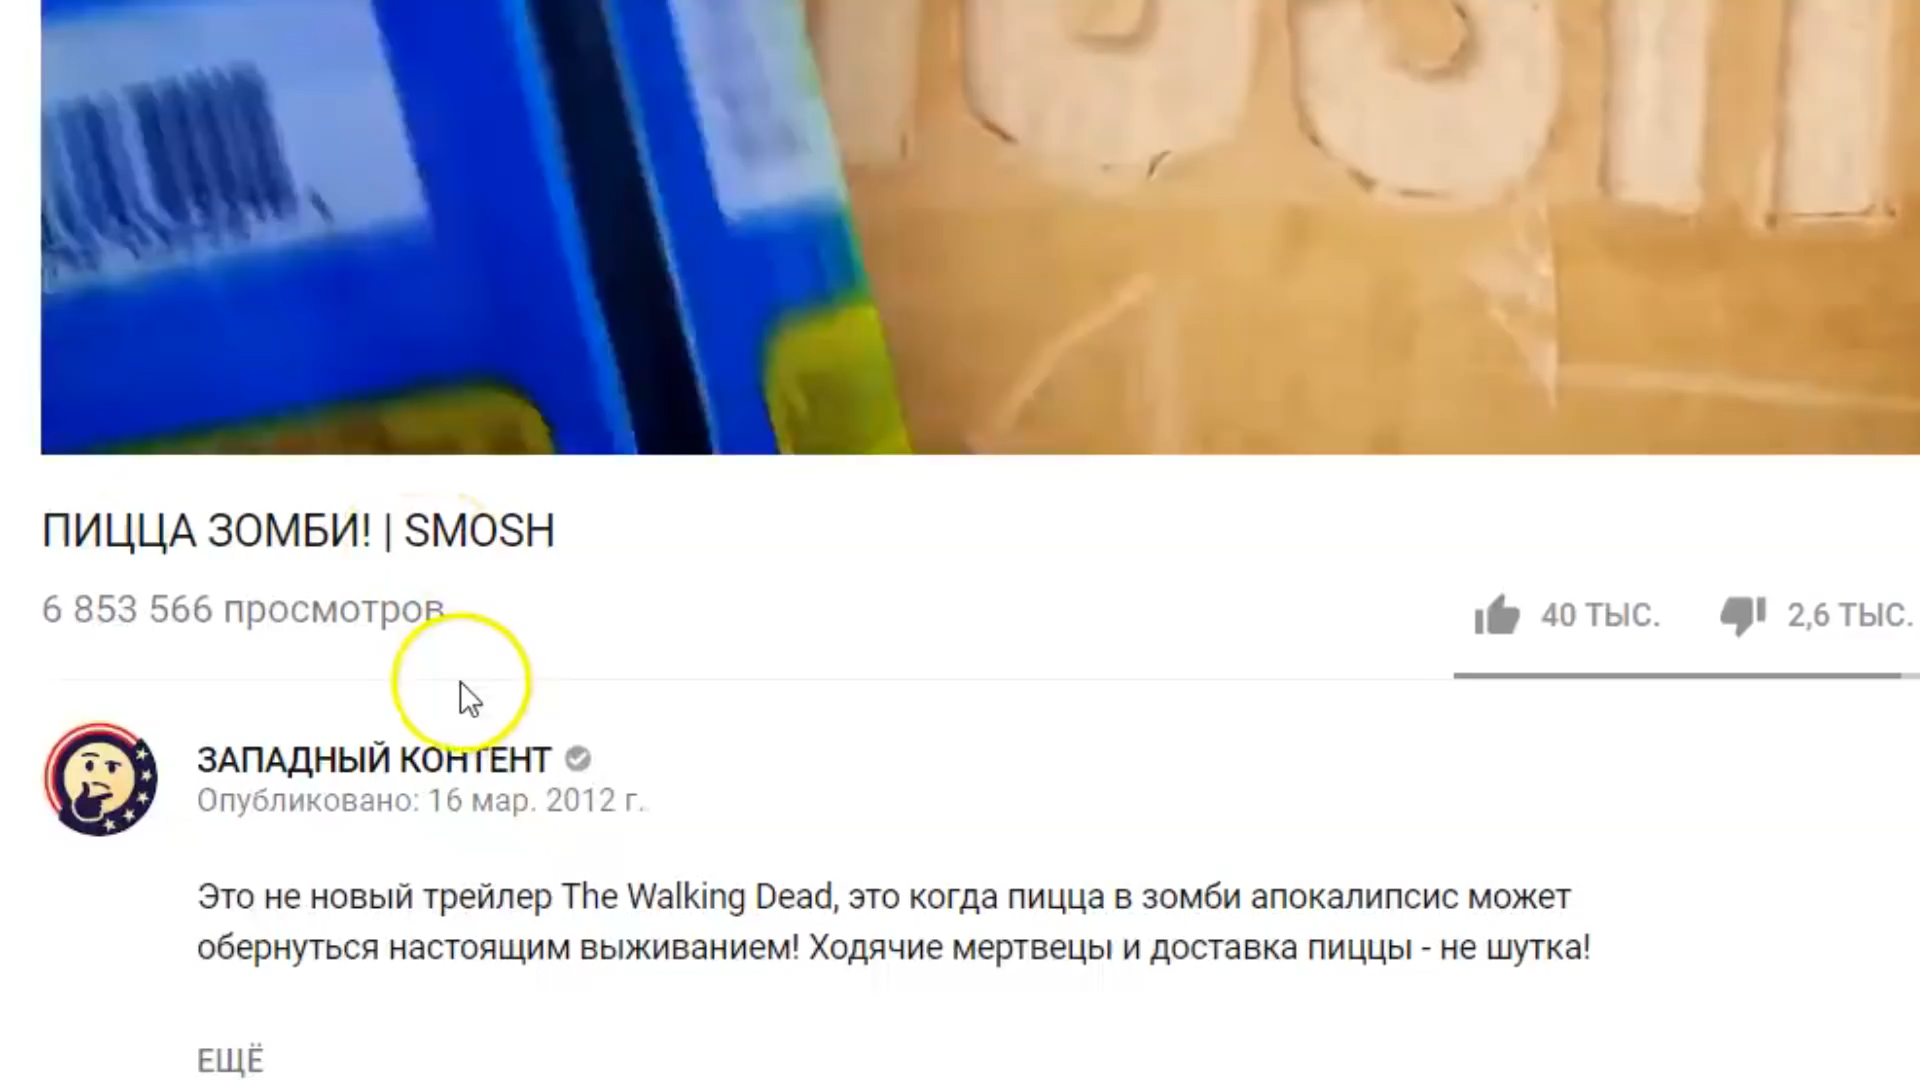 ПИЦЦА ЗОМБИ! | SMOSH
6 853 566 просмотров
40 ТЫС.
2,6 ТЫС.
ЗАПАДНЫЙ КОНТЕНТ
Опубликовано: 16 мар. 2012 г.
Это не новый трейлер The Walking Dead, это когда пицца в зомби апокалипсис может
обернуться настоящим выживанием! Ходячие мертвецы и доставка пиццы - не шутка!
ЕЩЁ